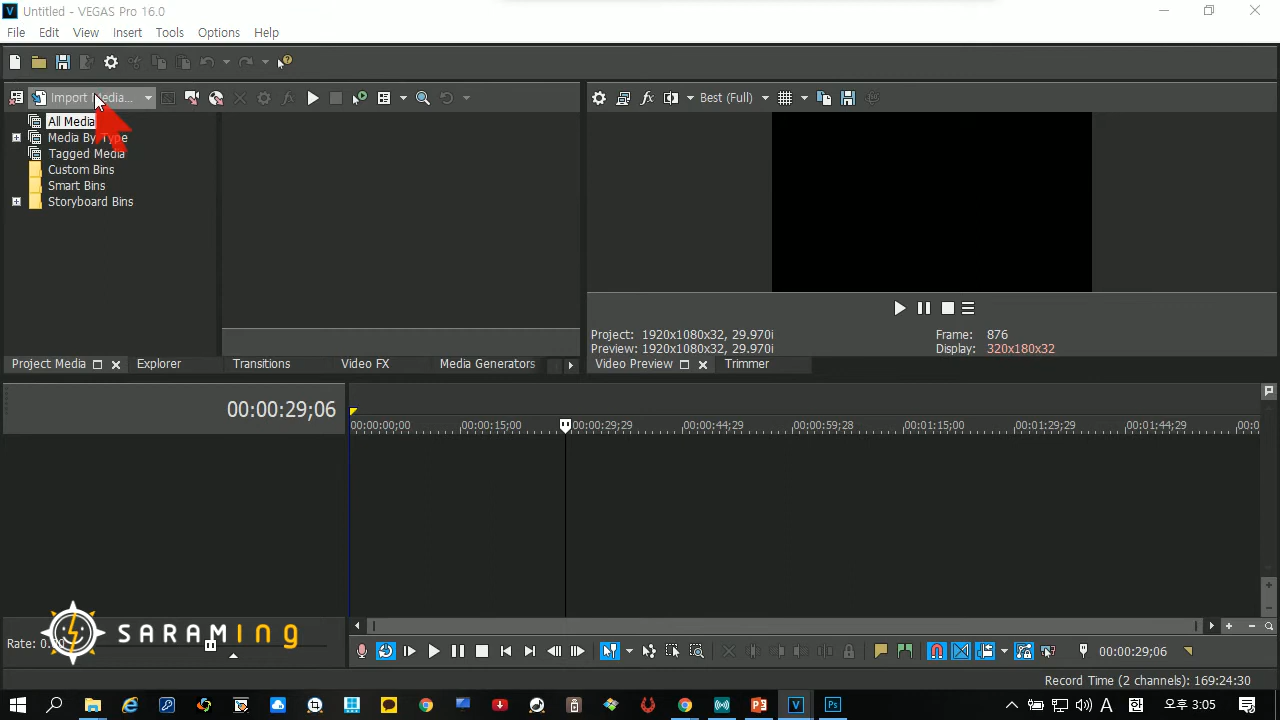 Untitled - VEGAS Pro 16.0
File Edit View Insert Tools Options Help
Import Media...
Best (Full)
All Media
Media By Type
Tagged Media
Custom Bins
Smart Bins
Storyboard Bins
Project: 1920x1080x32, 29.970i
Frame: 876
Preview: 1920x1080x32, 29.970i
Display: 320x180x32
Project Media Explorer Transitions Video FX Media Generators
Video Preview Trimmer
00:00:29;06
00:00:00;00 00:00:15;00 00:00:29;29 00:00:44;29 00:00:59;28 00:01:15;00 00:01:29;29 00:01:44;29 00:0
SARAMing
Rate: 0.00
00:00:29;06
Record Time (2 channels): 169:24:30
A 한 오후 3:05